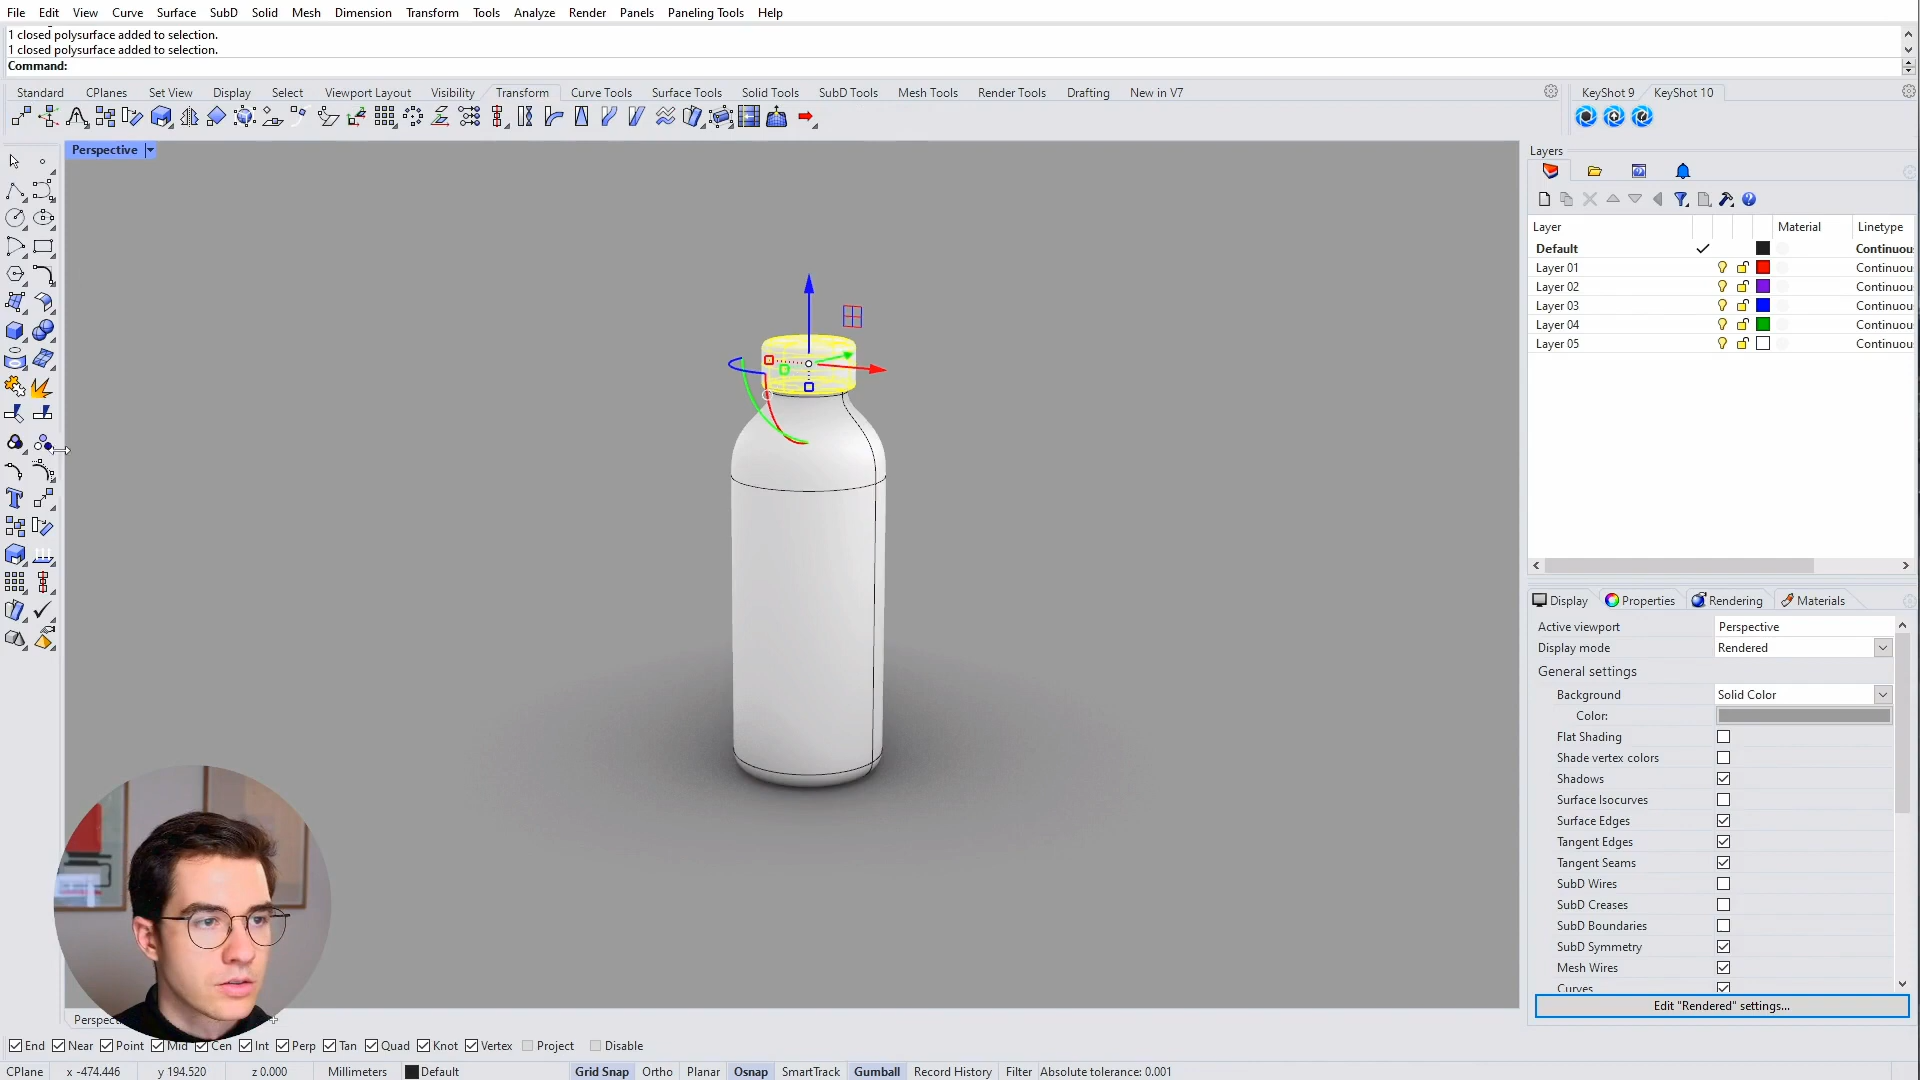 File Edit View Curve Surface SubD Solid Mesh Dimension Transform Tools Analyze Render Panels Paneling Tools Help
1 closed polysurface added to selection.
1 closed polysurface added to selection.
Command:
Standard CPlanes Set View Display Select Viewport Layout Visibility Transform Curve Tools Surface Tools Solid Tools SubD Tools Mesh Tools Render Tools Drafting New in V7
KeyShot 9 KeyShot 10
Perspective
Layers
Layer Material Linetype
Default Continuou
Layer 01 Continuou
Layer 02 Continuou
Layer 03 Continuou
Layer 04 Continuou
Layer 05 Continuou
Display Properties Rendering Materials
Active viewport Perspective
Display mode Rendered
General settings
Background Solid Color
Color:
Flat Shading
Shade vertex colors
Shadows
Surface Isocurves
Surface Edges
Tangent Edges
Tangent Seams
SubD Wires
SubD Creases
SubD Boundaries
SubD Symmetry
Mesh Wires
Curves
Edit "Rendered" settings...
Perspec
End Near Point Mid Cen Int Perp Tan Quad Knot Vertex Project Disable
CPlane x -474.446 y 194.520 z 0.000 Millimeters Default Grid Snap Ortho Planar Osnap SmartTrack Gumball Record History Filter Absolute tolerance: 0.001